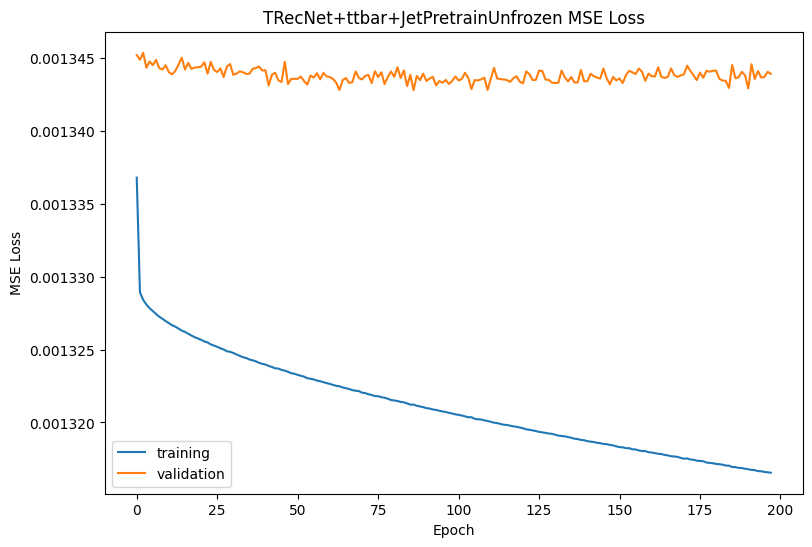 TRecNet+ttbar+JetPretrainUnfrozen MSE Loss
MSE Loss
0.001345
0.001340
0.001335
0.001330
0.001325
0.001320
training
validation
0 25 50 75 100 125 150 175 200
Epoch